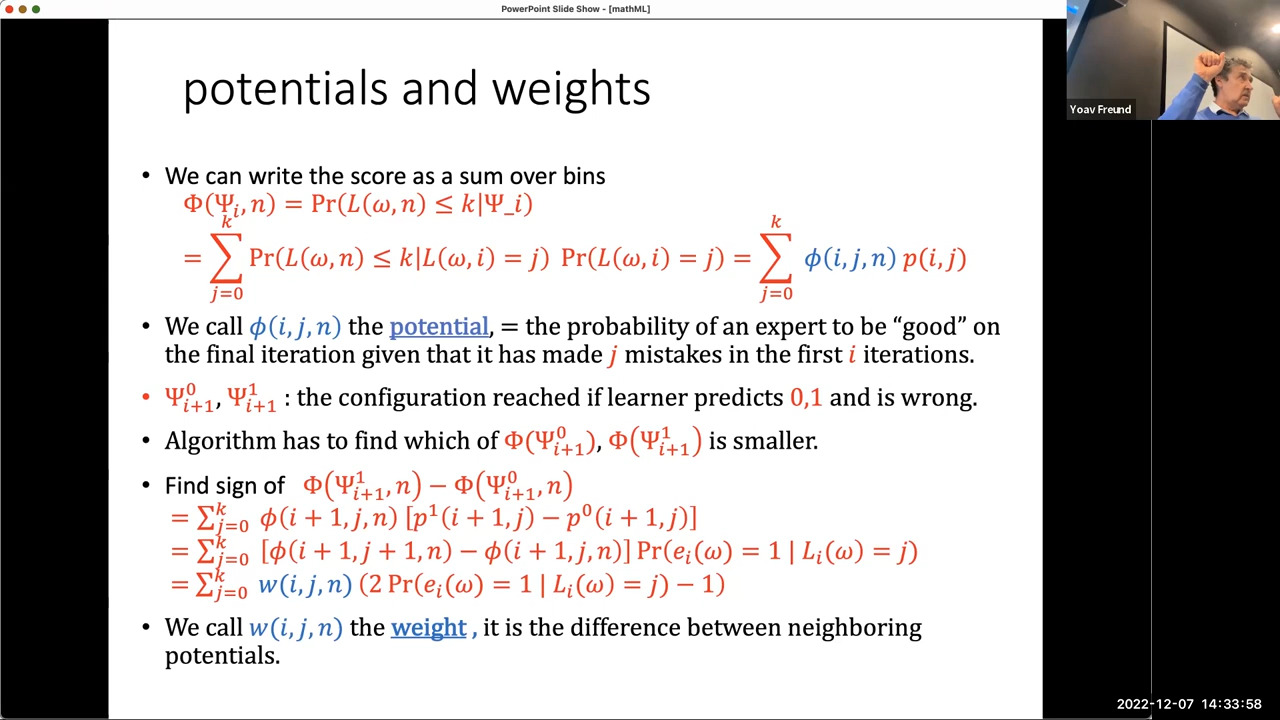 PowerPoint Slide Show - [mathML]
Yoav Freund
potentials and weights
• We can write the score as a sum over bins
Φ(Ψᵢ, n) = Pr(L(ω, n) ≤ k|Ψ_i)
= ∑_{j=0}^{k} Pr(L(ω, n) ≤ k|L(ω, i) = j) Pr(L(ω, i) = j) = ∑_{j=0}^{k} ϕ(i, j, n) p(i, j)
• We call ϕ(i, j, n) the potential, = the probability of an expert to be “good” on
the final iteration given that it has made j mistakes in the first i iterations.
• Ψ^0_{i+1}, Ψ^1_{i+1} : the configuration reached if learner predicts 0,1 and is wrong.
• Algorithm has to find which of Φ(Ψ^0_{i+1}), Φ(Ψ^1_{i+1}) is smaller.
• Find sign of Φ(Ψ^1_{i+1}, n) − Φ(Ψ^0_{i+1}, n)
= ∑_{j=0}^{k} ϕ(i + 1, j, n) [p^1(i + 1, j) − p^0(i + 1, j)]
= ∑_{j=0}^{k} [ϕ(i + 1, j + 1, n) − ϕ(i + 1, j, n)] Pr(eᵢ(ω) = 1 | Lᵢ(ω) = j)
= ∑_{j=0}^{k} w(i, j, n) (2 Pr(eᵢ(ω) = 1 | Lᵢ(ω) = j) − 1)
• We call w(i, j, n) the weight , it is the difference between neighboring
potentials.
2022-12-07 14:33:58